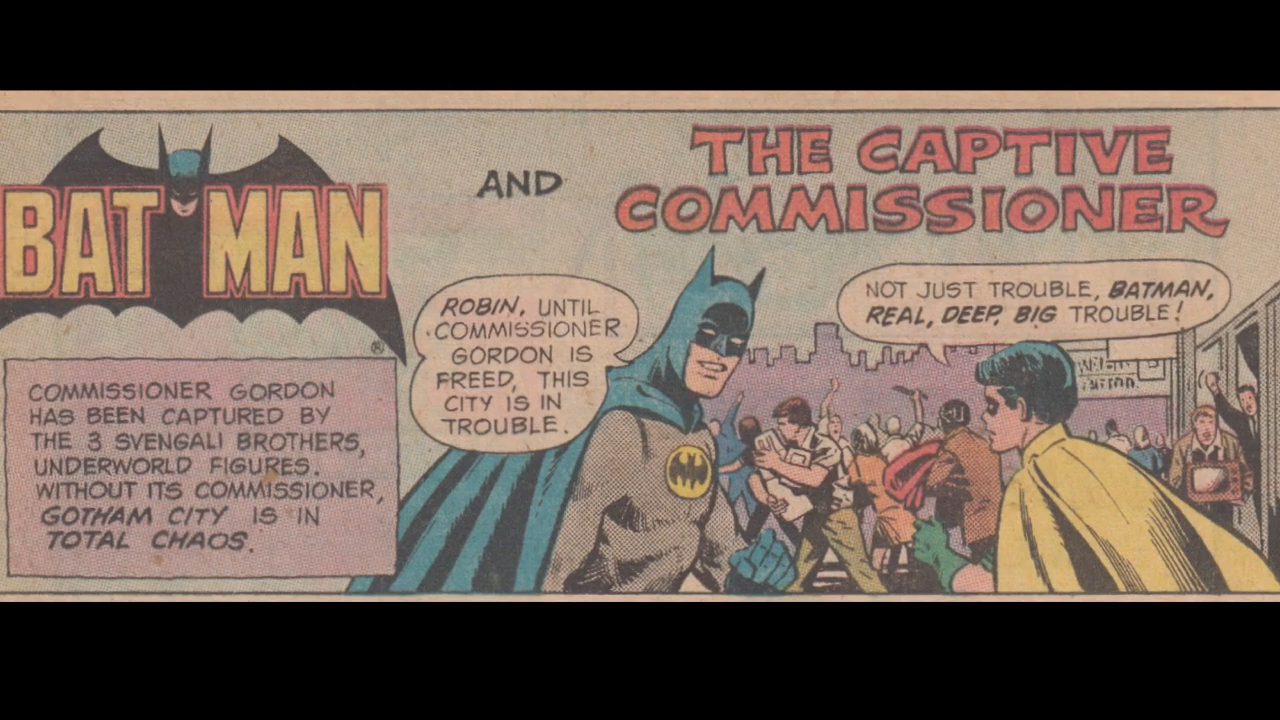 BATMAN
®
AND
THE CAPTIVE
COMMISSIONER
COMMISSIONER GORDON
HAS BEEN CAPTURED BY
THE 3 SVENGALI BROTHERS,
UNDERWORLD FIGURES.
WITHOUT ITS COMMISSIONER,
GOTHAM CITY IS IN
TOTAL CHAOS.
ROBIN, UNTIL
COMMISSIONER
GORDON IS
FREED, THIS
CITY IS IN
TROUBLE.
NOT JUST TROUBLE, BATMAN,
REAL, DEEP, BIG TROUBLE!